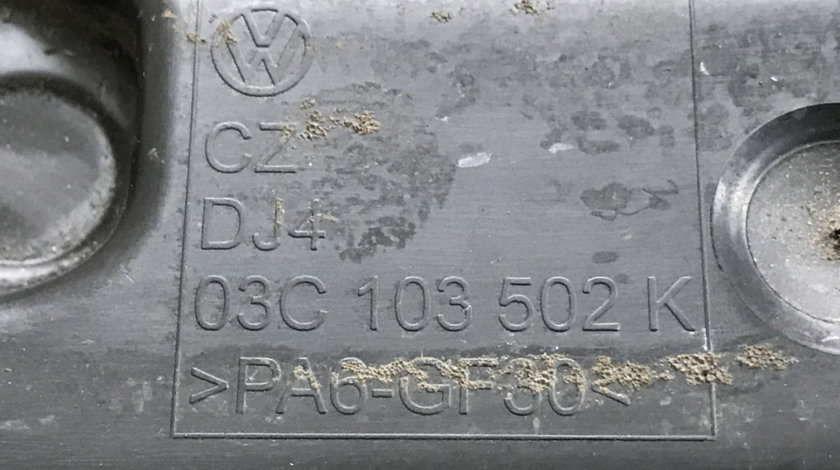 CZ
DJ4
03C 103 502 K
>PA6-GF30<